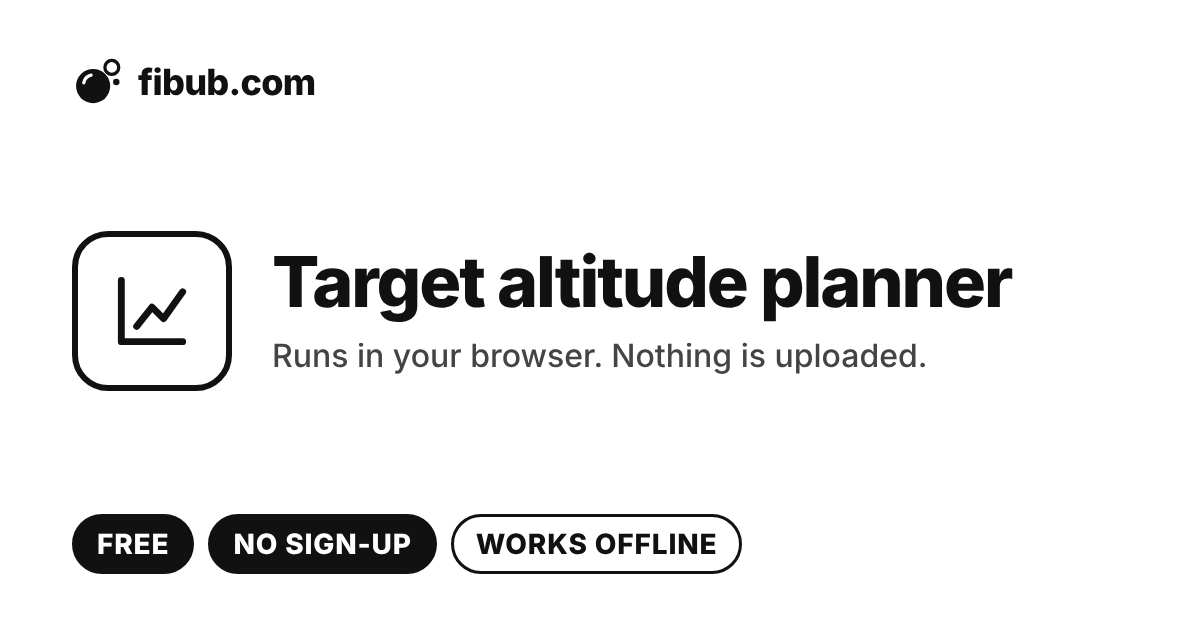 fibub.com
Target altitude planner
Runs in your browser. Nothing is uploaded.
FREE
NO SIGN-UP
WORKS OFFLINE